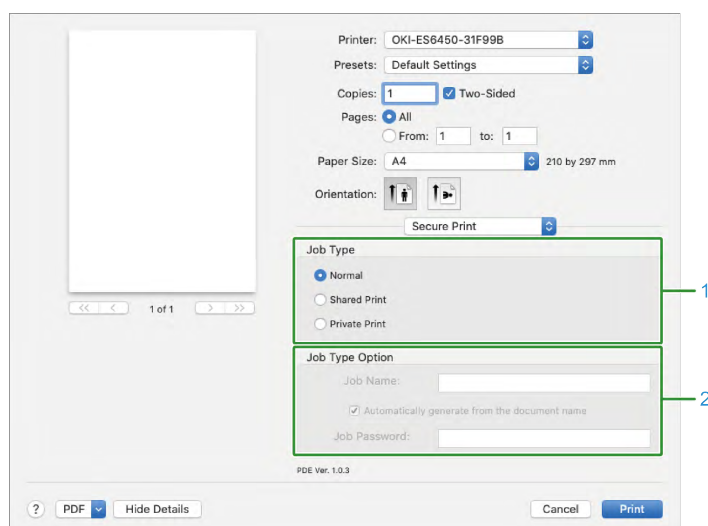 Printer: OKI-ES6450-31F99B
Presets: Default Settings
Copies: 1 Two-Sided
Pages: All
From: 1 to: 1
Paper Size: A4 210 by 297 mm
Orientation:
Secure Print
Job Type
Normal
Shared Print
Private Print
1
<< < 1 of 1 > >>
Job Type Option
Job Name:
Automatically generate from the document name
Job Password:
2
PDE Ver. 1.0.3
? PDF Hide Details Cancel Print